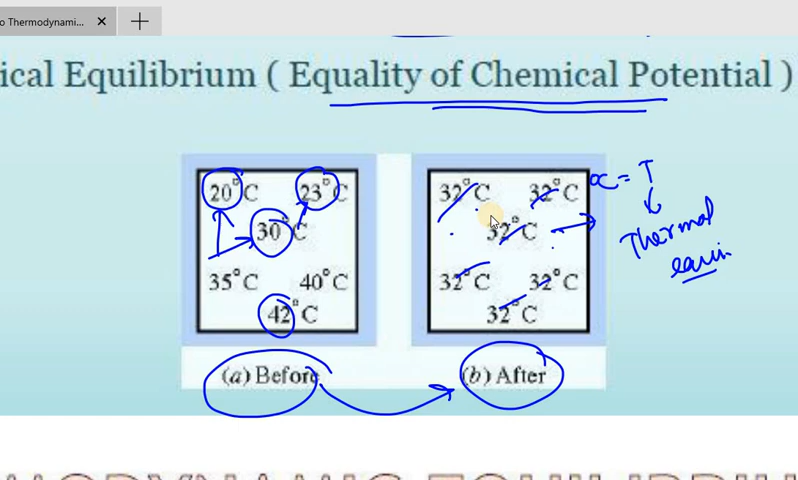 o Thermodynami...
ical Equilibrium ( Equality of Chemical Potential )
20°C 23°C
30°C
35°C 40°C
42°C
(a) Before
32°C 32°C
32°C
32°C 32°C
32°C
(b) After
= T
Thermal